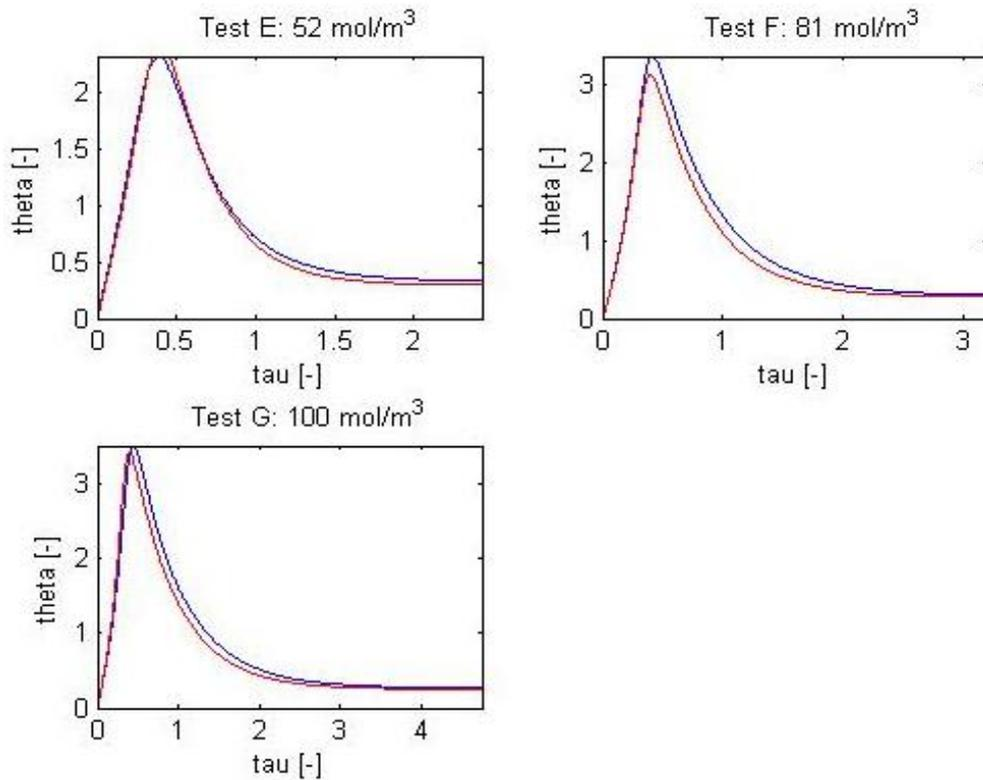 Test E: 52 mol/m³
theta [-]
2
1.5
1
0.5
0
0 0.5 1 1.5 2
tau [-]
Test F: 81 mol/m³
theta [-]
3
2
1
0
0 1 2 3
tau [-]
Test G: 100 mol/m³
theta [-]
3
2
1
0
0 1 2 3 4
tau [-]